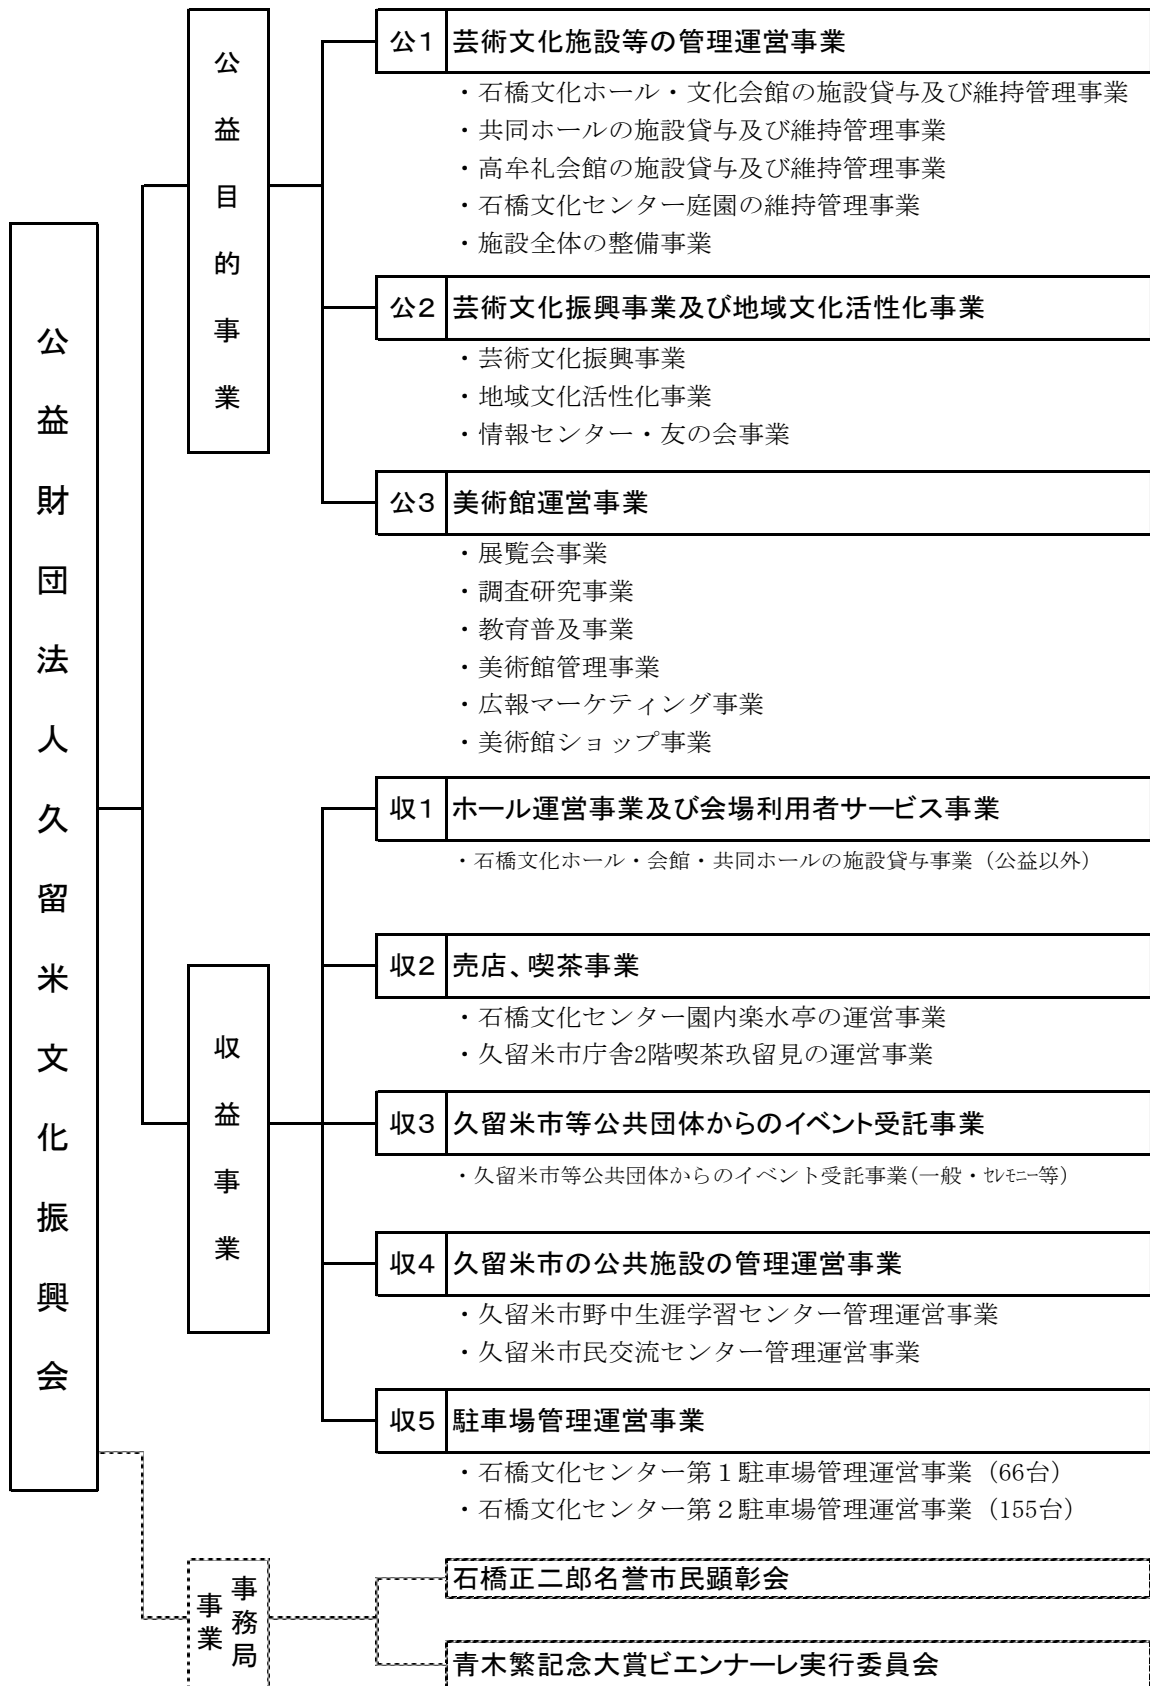 公益財団法人久留米文化振興会
公益目的事業
公1 芸術文化施設等の管理運営事業
・石橋文化ホール・文化会館の施設貸与及び維持管理事業
・共同ホールの施設貸与及び維持管理事業
・高牟礼会館の施設貸与及び維持管理事業
・石橋文化センター庭園の維持管理事業
・施設全体の整備事業
公2 芸術文化振興事業及び地域文化活性化事業
・芸術文化振興事業
・地域文化活性化事業
・情報センター・友の会事業
公3 美術館運営事業
・展覧会事業
・調査研究事業
・教育普及事業
・美術館管理事業
・広報マーケティング事業
・美術館ショップ事業
収益事業
収1 ホール運営事業及び会場利用者サービス事業
・石橋文化ホール・会館・共同ホールの施設貸与事業（公益以外）
収2 売店、喫茶事業
・石橋文化センター園内楽水亭の運営事業
・久留米市庁舎2階喫茶玖留見の運営事業
収3 久留米市等公共団体からのイベント受託事業
・久留米市等公共団体からのイベント受託事業(一般・ｾﾚﾓﾆｰ等)
収4 久留米市の公共施設の管理運営事業
・久留米市野中生涯学習センター管理運営事業
・久留米市民交流センター管理運営事業
収5 駐車場管理運営事業
・石橋文化センター第１駐車場管理運営事業（66台）
・石橋文化センター第２駐車場管理運営事業（155台）
事務局
事業
石橋正二郎名誉市民顕彰会
青木繁記念大賞ビエンナーレ実行委員会